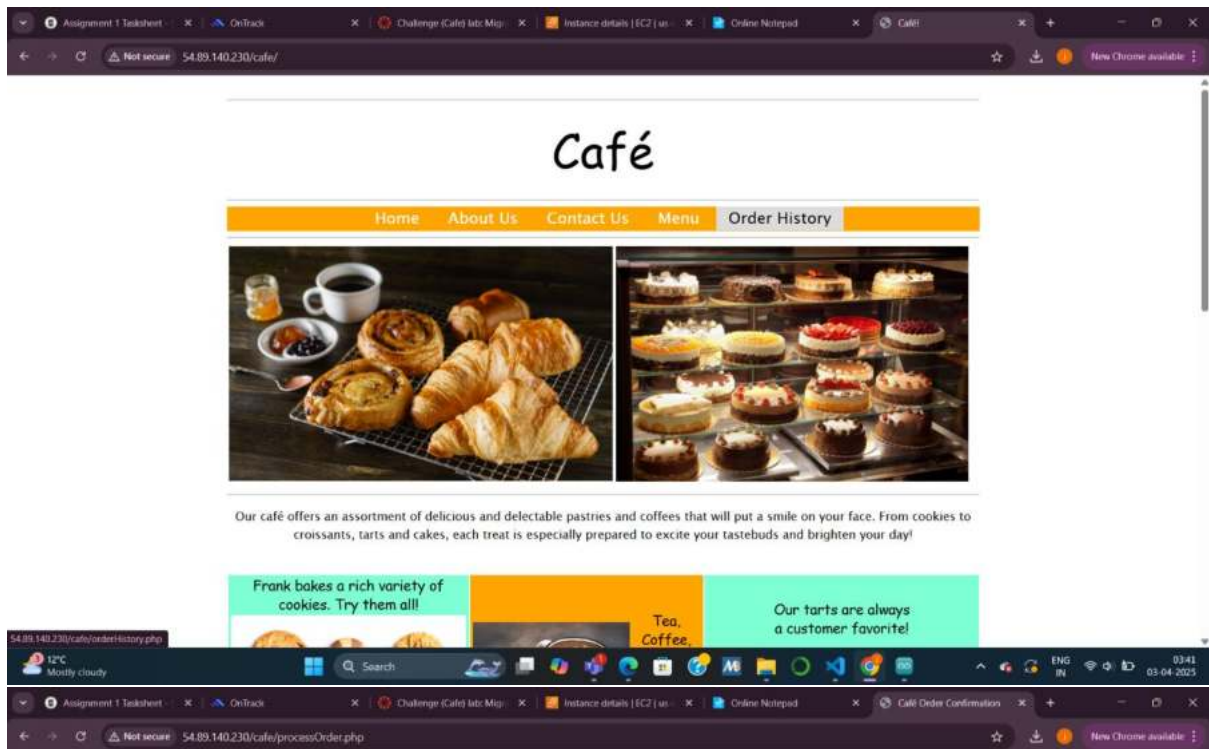 Assignment 1 Tasksheet - OnTrack Challenge (Cafe) lab: Migr Instance details | EC2 | us - Online Notepad Café!
Not secure 54.89.140.230/cafe/ New Chrome available
Café
Home About Us Contact Us Menu Order History
Our café offers an assortment of delicious and delectable pastries and coffees that will put a smile on your face. From cookies to
croissants, tarts and cakes, each treat is especially prepared to excite your tastebuds and brighten your day!
Frank bakes a rich variety of
cookies. Try them all!
Tea,
Coffee,
Our tarts are always
a customer favorite!
54.89.140.230/cafe/orderHistory.php
12°C
Mostly cloudy
Search
ENG
IN
03:41
03-04-2025
Assignment 1 Tasksheet - OnTrack Challenge (Cafe) lab: Migr Instance details | EC2 | us - Online Notepad Café Order Confirmation
Not secure 54.89.140.230/cafe/processOrder.php New Chrome available